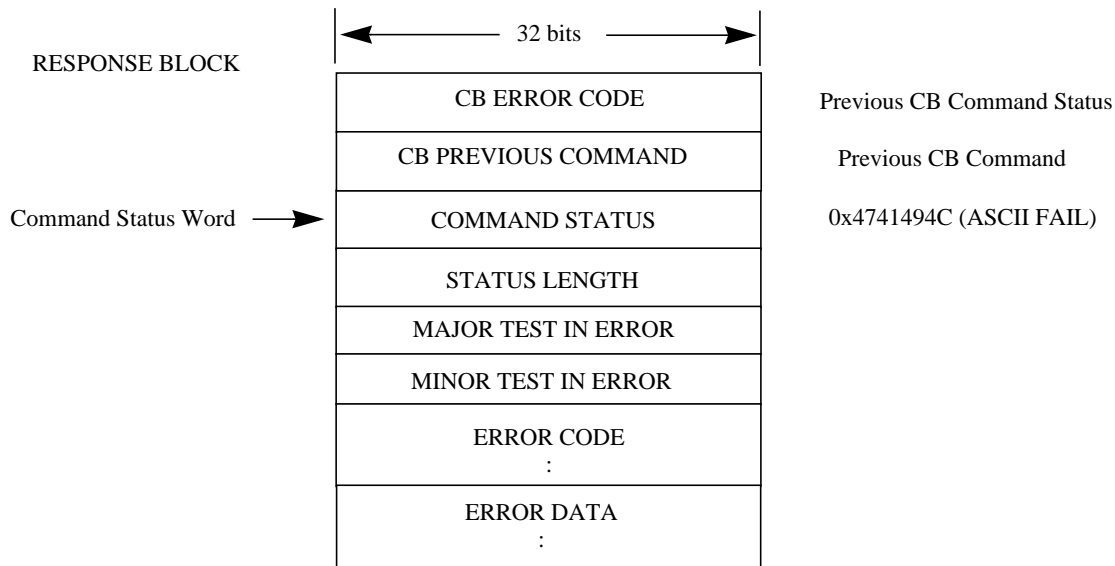 32 bits
RESPONSE BLOCK
CB ERROR CODE
Previous CB Command Status
CB PREVIOUS COMMAND
Previous CB Command
Command Status Word
COMMAND STATUS
0x4741494C (ASCII FAIL)
STATUS LENGTH
MAJOR TEST IN ERROR
MINOR TEST IN ERROR
ERROR CODE
:
ERROR DATA
: